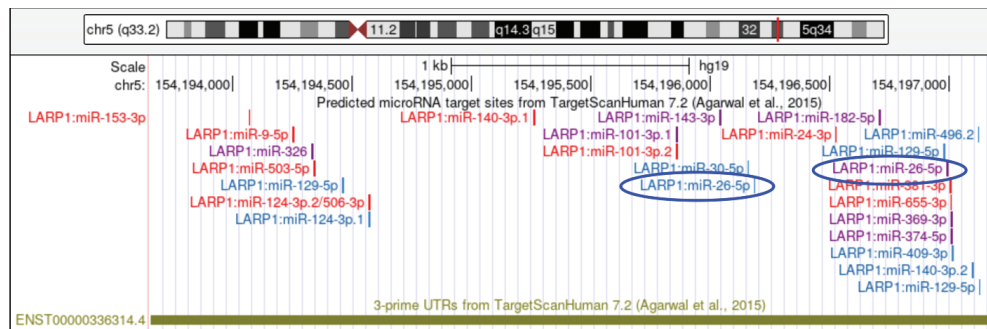 chr5 (q33.2) 11.2 q14.3 q15 32 5q34
Scale 1 kb hg19
chr5: 154,194,000 154,194,500 154,195,000 154,195,500 154,196,000 154,196,500 154,197,000
Predicted microRNA target sites from TargetScanHuman 7.2 (Agarwal et al., 2015)
LARP1:miR-153-3p LARP1:miR-140-3p.1 LARP1:miR-143-3p LARP1:miR-182-5p
LARP1:miR-9-5p LARP1:miR-101-3p.1 LARP1:miR-24-3p LARP1:miR-496.2
LARP1:miR-326 LARP1:miR-101-3p.2 LARP1:miR-129-5p
LARP1:miR-503-5p LARP1:miR-30-5p LARP1:miR-26-5p
LARP1:miR-129-5p LARP1:miR-26-5p LARP1:miR-381-3p
LARP1:miR-124-3p.2/506-3p LARP1:miR-655-3p
LARP1:miR-124-3p.1 LARP1:miR-369-3p
LARP1:miR-374-5p
LARP1:miR-409-3p
LARP1:miR-140-3p.2
LARP1:miR-129-5p
3-prime UTRs from TargetScanHuman 7.2 (Agarwal et al., 2015)
ENST00000336314.4